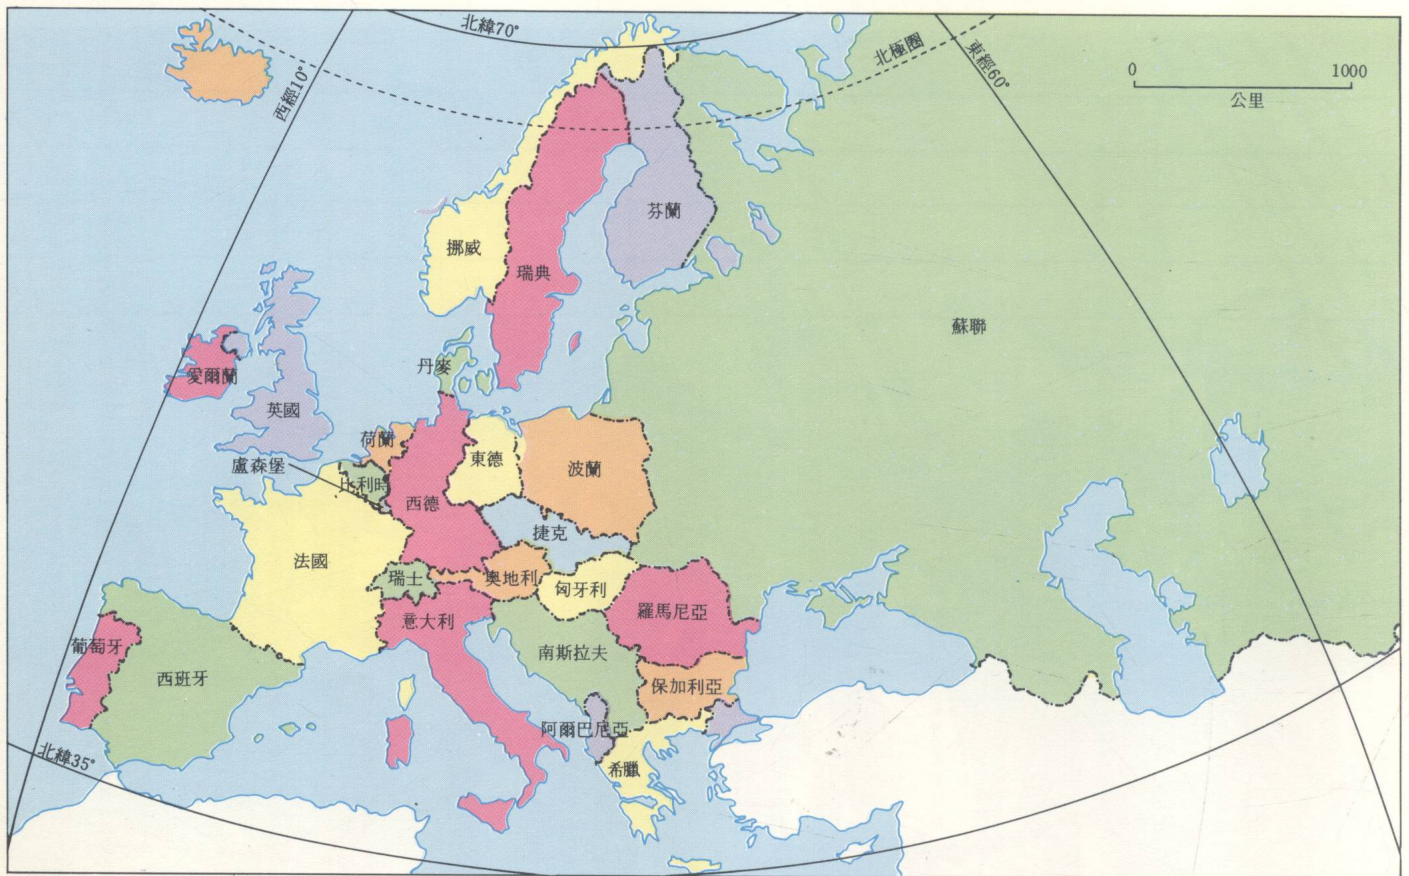 北緯70°
北極圈
東經60°
西經10°
0 1000
公里
芬蘭
挪威
瑞典
蘇聯
丹麥
愛爾蘭
英國
荷蘭
盧森堡
比利時
東德
西德
波蘭
捷克
法國
瑞士
奧地利
匈牙利
意大利
羅馬尼亞
葡萄牙
西班牙
南斯拉夫
保加利亞
阿爾巴尼亞
希臘
北緯35°